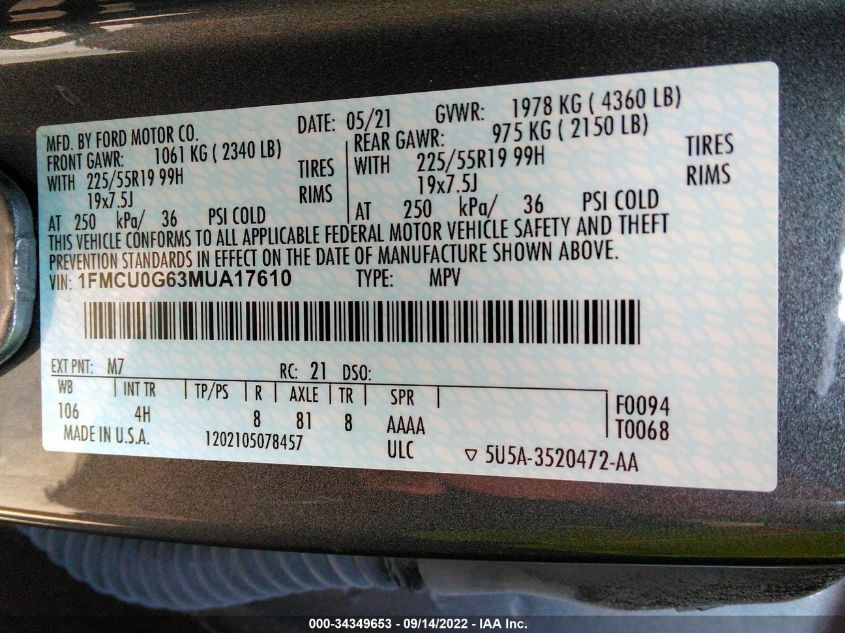 MFD. BY FORD MOTOR CO. DATE: 05/21 GVWR: 1978 KG ( 4360 LB)
FRONT GAWR: 1061 KG ( 2340 LB) REAR GAWR: 975 KG ( 2150 LB)
WITH 225/55R19 99H TIRES WITH 225/55R19 99H TIRES
19x7.5J RIMS 19x7.5J RIMS
AT 250 kPa/ 36 PSI COLD AT 250 kPa/ 36 PSI COLD
THIS VEHICLE CONFORMS TO ALL APPLICABLE FEDERAL MOTOR VEHICLE SAFETY AND THEFT
PREVENTION STANDARDS IN EFFECT ON THE DATE OF MANUFACTURE SHOWN ABOVE.
VIN: 1FMCU0G63MUA17610 TYPE: MPV
EXT PNT: M7 RC: 21 DSO:
WB INT TR TP/PS R AXLE TR SPR
106 4H 8 81 8 AAAA F0094
T0068
MADE IN U.S.A. 1202105078457 ULC ▽ 5U5A-3520472-AA
000-34349653 - 09/14/2022 - IAA Inc.